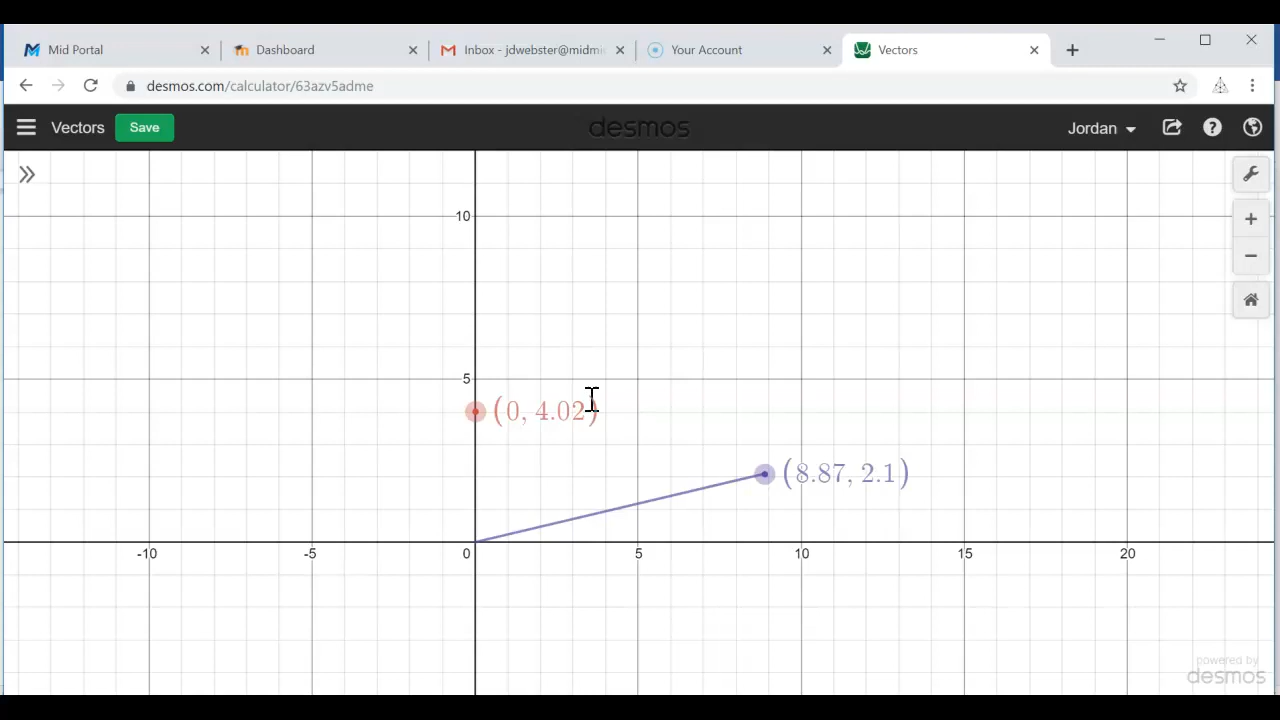 Mid Portal
Dashboard
Inbox - jdwebster@midmi
Your Account
Vectors
desmos.com/calculator/63azv5adme
Vectors
Save
desmos
Jordan
10
5
(0, 4.02)
(8.87, 2.1)
-10
-5
0
5
10
15
20
powered by
desmos